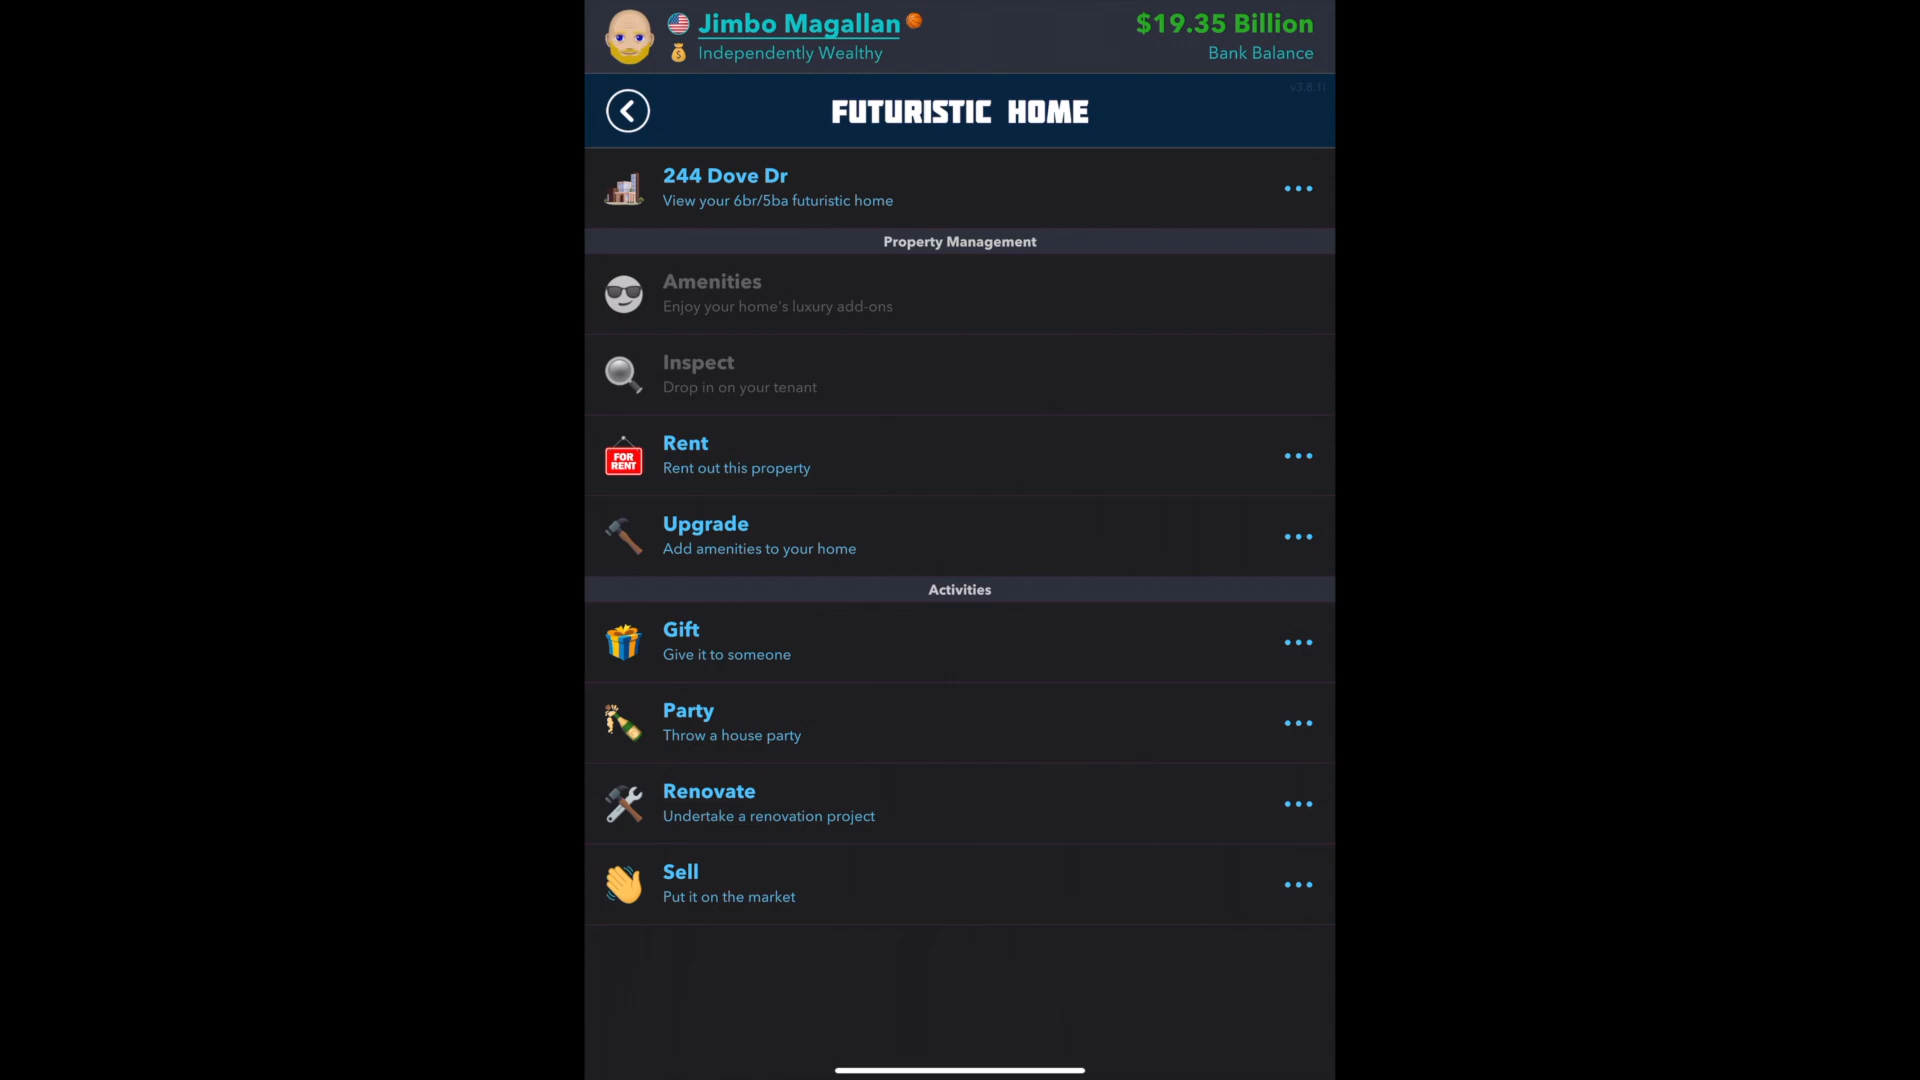 Jimbo Magallan
$19.35 Billion
Independently Wealthy
Bank Balance
v3.8.1i
FUTURISTIC HOME
244 Dove Dr
View your 6br/5ba futuristic home
Property Management
Amenities
Enjoy your home's luxury add-ons
Inspect
Drop in on your tenant
FOR
RENT
Rent
Rent out this property
Upgrade
Add amenities to your home
Activities
Gift
Give it to someone
Party
Throw a house party
Renovate
Undertake a renovation project
Sell
Put it on the market